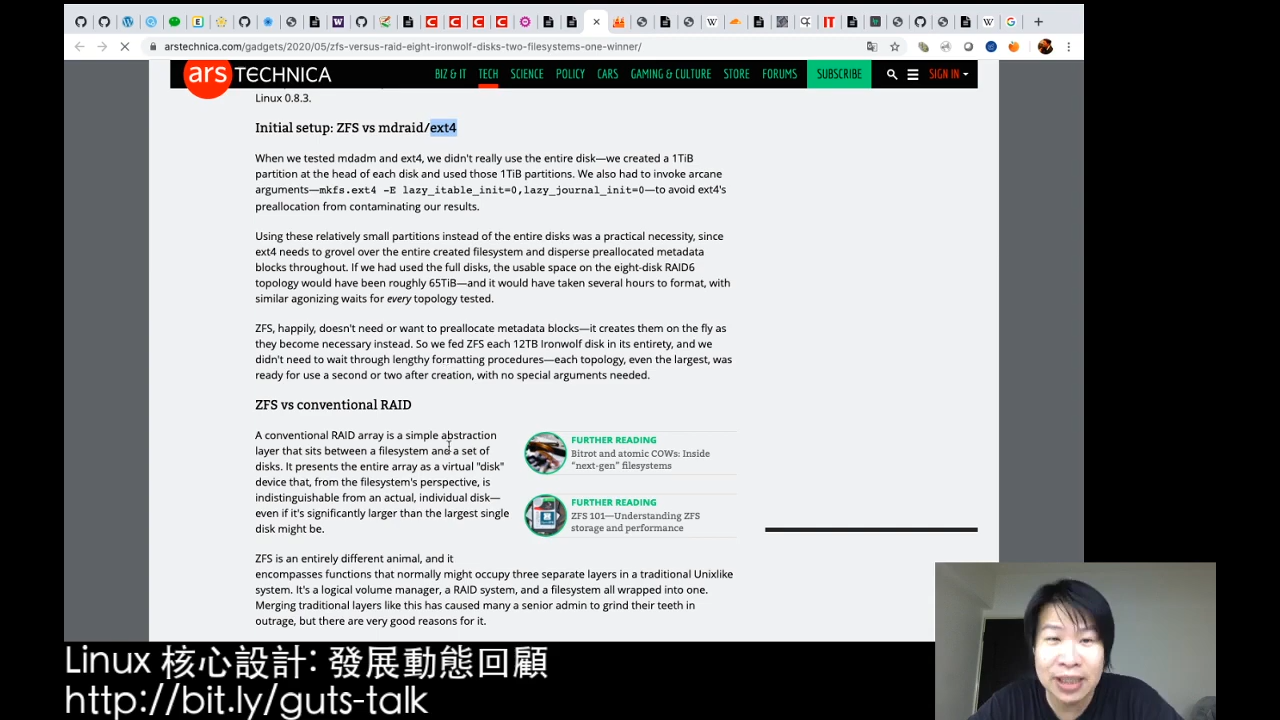 arstechnica.com/gadgets/2020/05/zfs-versus-raid-eight-ironwolf-disks-two-filesystems-one-winner/
ars TECHNICA
BIZ & IT TECH SCIENCE POLICY CARS GAMING & CULTURE STORE FORUMS SUBSCRIBE SIGN IN
Linux 0.8.3.
Initial setup: ZFS vs mdraid/ext4
When we tested mdadm and ext4, we didn't really use the entire disk—we created a 1TiB
partition at the head of each disk and used those 1TiB partitions. We also had to invoke arcane
arguments—mkfs.ext4 -E lazy_itable_init=0,lazy_journal_init=0—to avoid ext4's
preallocation from contaminating our results.
Using these relatively small partitions instead of the entire disks was a practical necessity, since
ext4 needs to grovel over the entire created filesystem and disperse preallocated metadata
blocks throughout. If we had used the full disks, the usable space on the eight-disk RAID6
topology would have been roughly 65TiB—and it would have taken several hours to format, with
similar agonizing waits for every topology tested.
ZFS, happily, doesn't need or want to preallocate metadata blocks—it creates them on the fly as
they become necessary instead. So we fed ZFS each 12TB Ironwolf disk in its entirety, and we
didn't need to wait through lengthy formatting procedures—each topology, even the largest, was
ready for use a second or two after creation, with no special arguments needed.
ZFS vs conventional RAID
A conventional RAID array is a simple abstraction
layer that sits between a filesystem and a set of
disks. It presents the entire array as a virtual "disk"
device that, from the filesystem's perspective, is
indistinguishable from an actual, individual disk—
even if it's significantly larger than the largest single
disk might be.
FURTHER READING
Bitrot and atomic COWs: Inside
“next-gen” filesystems
FURTHER READING
ZFS 101—Understanding ZFS
storage and performance
ZFS is an entirely different animal, and it
encompasses functions that normally might occupy three separate layers in a traditional Unixlike
system. It's a logical volume manager, a RAID system, and a filesystem all wrapped into one.
Merging traditional layers like this has caused many a senior admin to grind their teeth in
outrage, but there are very good reasons for it.
Linux 核心設計: 發展動態回顧
http://bit.ly/guts-talk